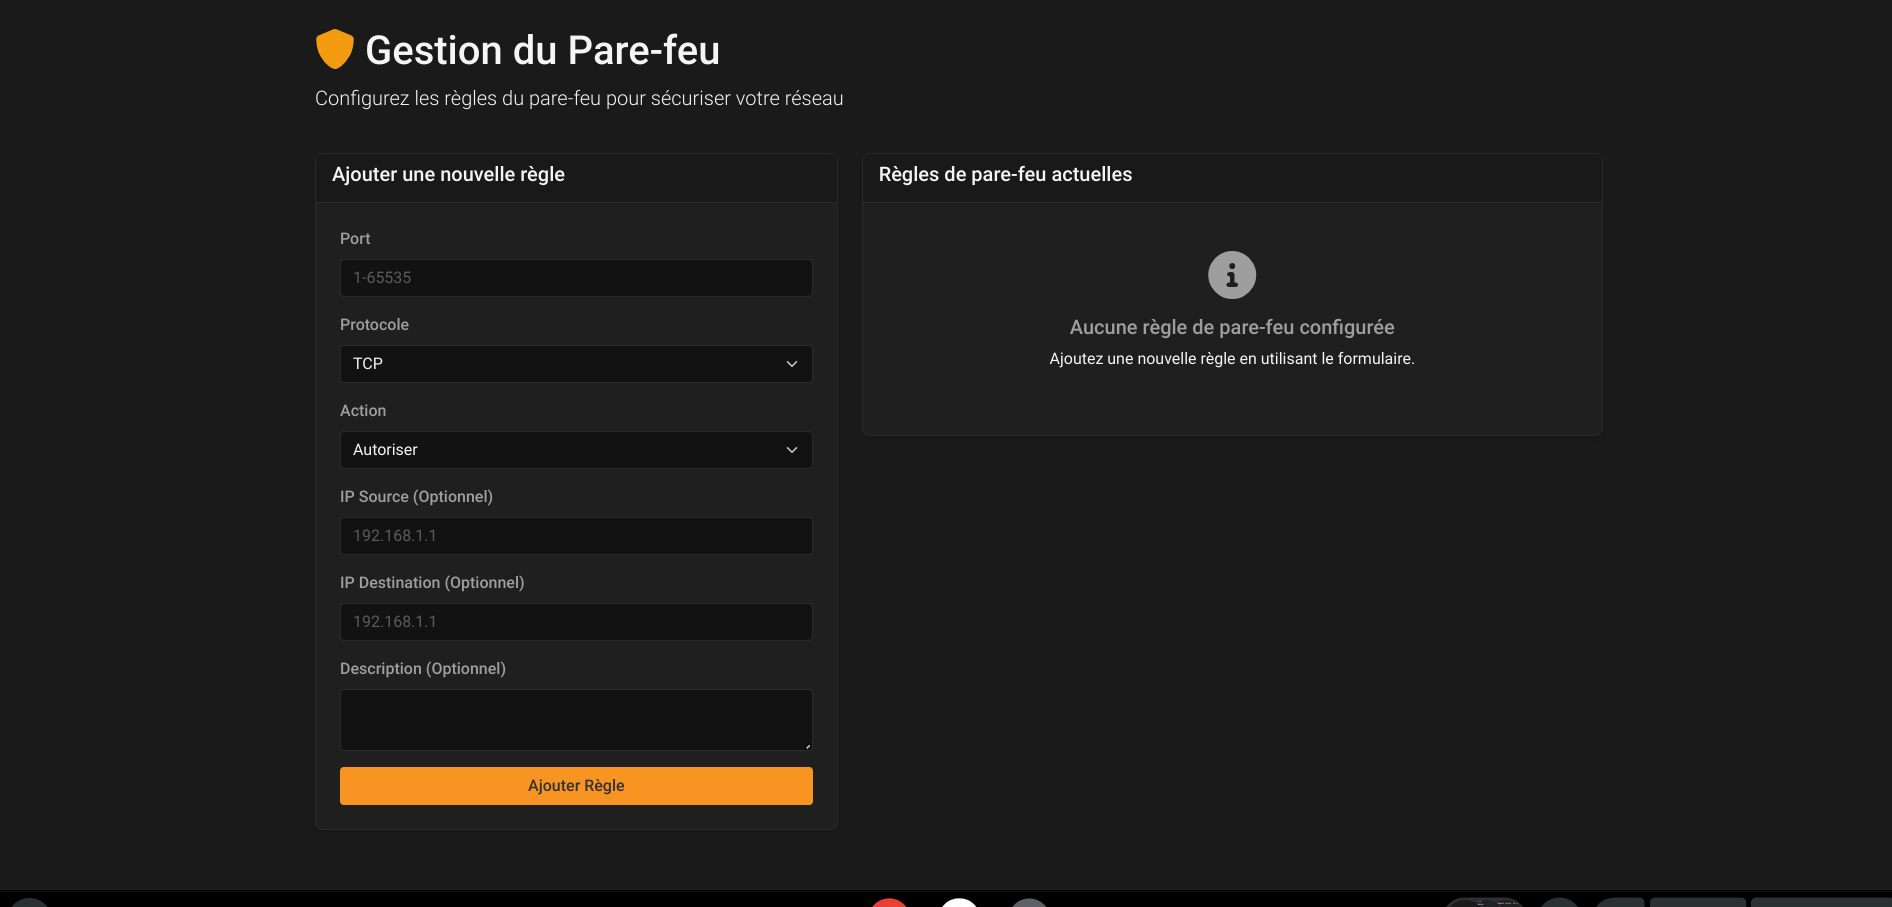 Gestion du Pare-feu
Configurez les règles du pare-feu pour sécuriser votre réseau
Ajouter une nouvelle règle
Port
1-65535
Protocole
TCP
Action
Autoriser
IP Source (Optionnel)
192.168.1.1
IP Destination (Optionnel)
192.168.1.1
Description (Optionnel)
Ajouter Règle
Règles de pare-feu actuelles
Aucune règle de pare-feu configurée
Ajoutez une nouvelle règle en utilisant le formulaire.